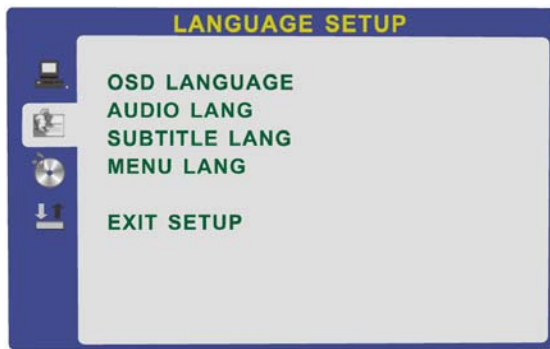 LANGUAGE SETUP
OSD LANGUAGE
AUDIO LANG
SUBTITLE LANG
MENU LANG
EXIT SETUP